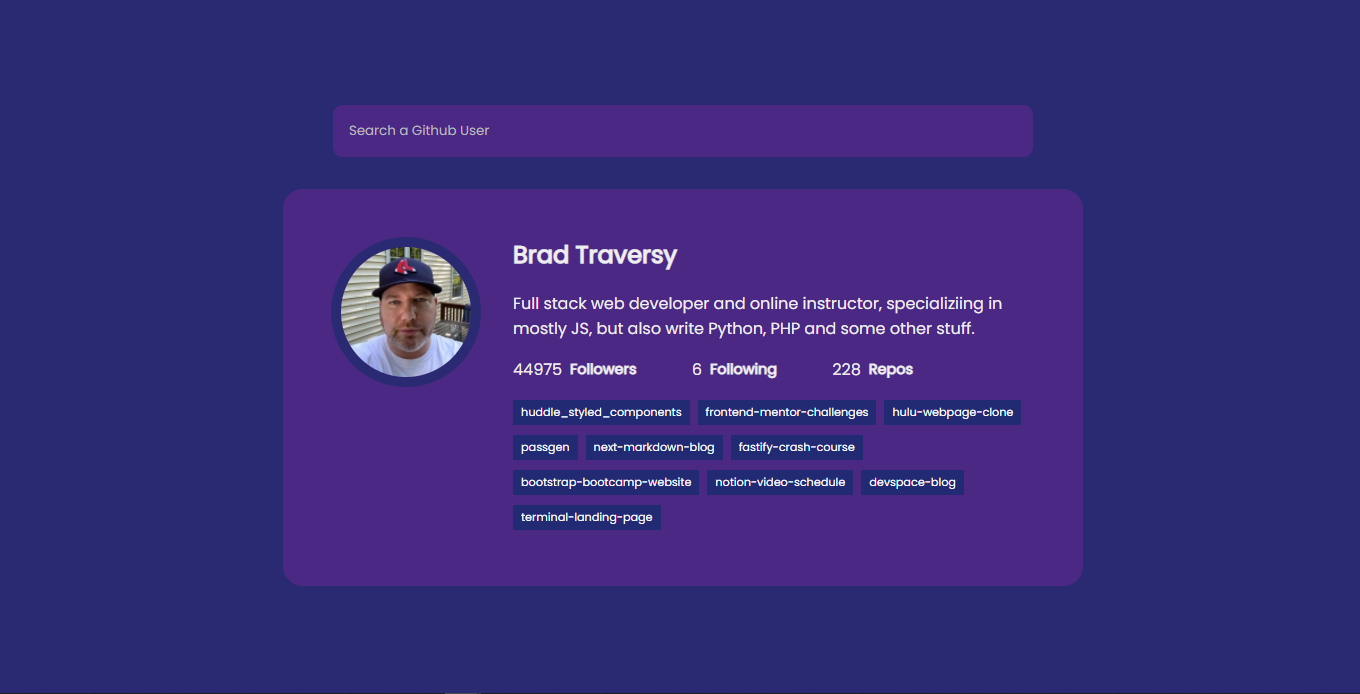 Search a Github User
Brad Traversy
Full stack web developer and online instructor, specializiing in
mostly JS, but also write Python, PHP and some other stuff.
44975 Followers 6 Following 228 Repos
huddle_styled_components frontend-mentor-challenges hulu-webpage-clone
passgen next-markdown-blog fastify-crash-course
bootstrap-bootcamp-website notion-video-schedule devspace-blog
terminal-landing-page